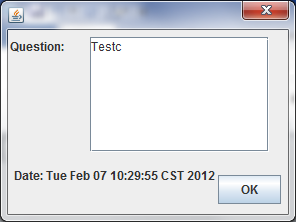 Question:
Testc
Date: Tue Feb 07 10:29:55 CST 2012
OK